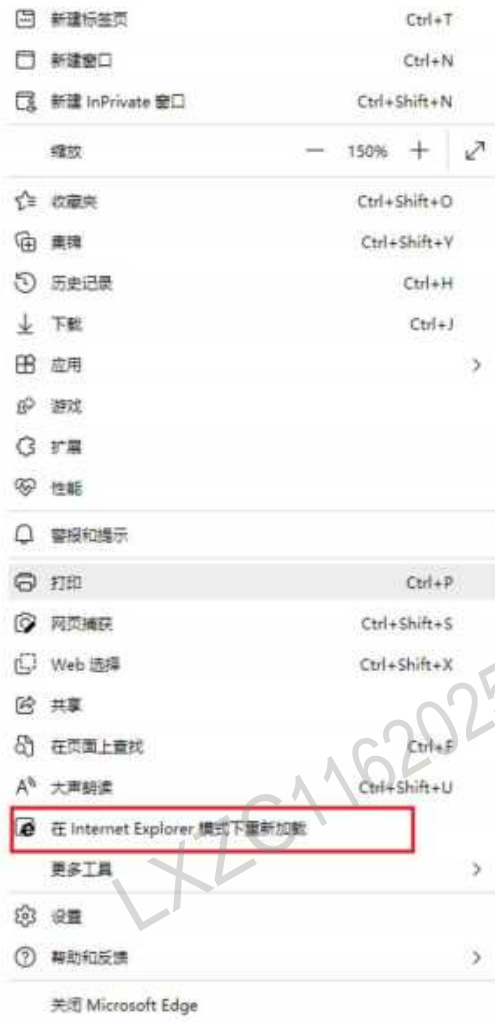 新建标签页 Ctrl+T
新建窗口 Ctrl+N
新建 InPrivate 窗口 Ctrl+Shift+N
缩放 — 150% +
收藏夹 Ctrl+Shift+O
集锦 Ctrl+Shift+Y
历史记录 Ctrl+H
下载 Ctrl+J
应用
游戏
扩展
性能
警报和提示
打印 Ctrl+P
网页捕获 Ctrl+Shift+S
Web 选择 Ctrl+Shift+X
共享
在页面上查找 Ctrl+F
大声朗读 Ctrl+Shift+U
在 Internet Explorer 模式下重新加载
更多工具
设置
帮助和反馈
关闭 Microsoft Edge
LXZC1162025